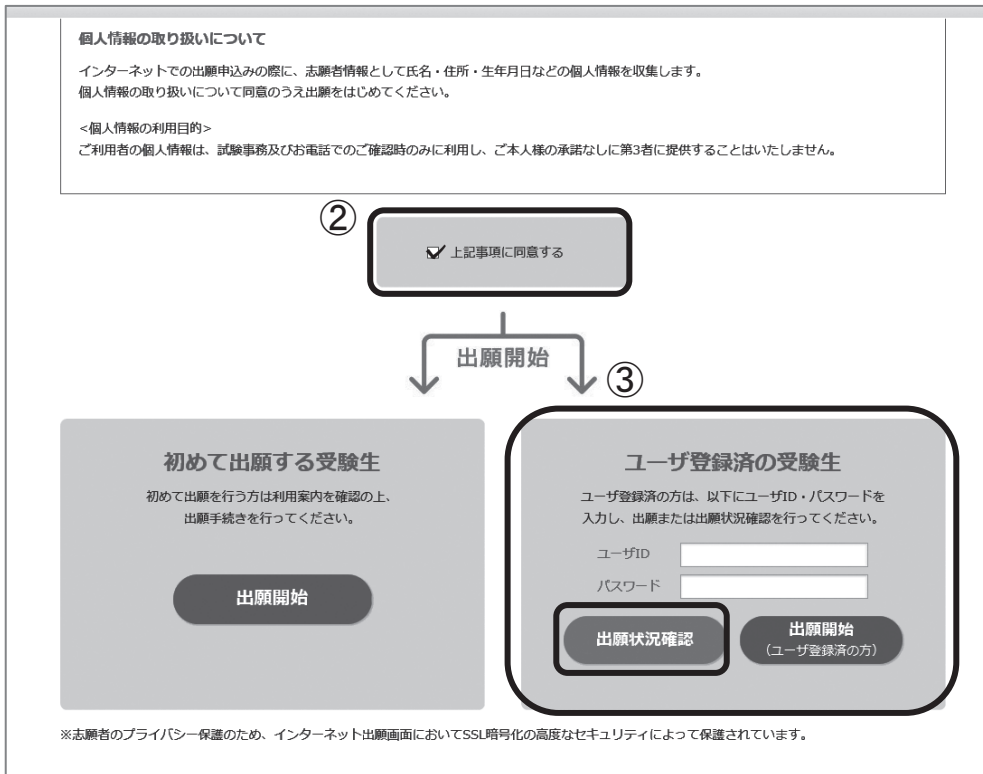 個人情報の取り扱いについて
インターネットでの出願申込みの際に、志願者情報として氏名・住所・生年月日などの個人情報を収集します。
個人情報の取り扱いについて同意のうえ出願をはじめてください。
<個人情報の利用目的>
ご利用者の個人情報は、試験事務及びお電話でのご確認時のみに利用し、ご本人様の承諾なしに第3者に提供することはいたしません。
②
上記事項に同意する
出願開始
③
初めて出願する受験生
初めて出願を行う方は利用案内を確認の上、
出願手続きを行ってください。
出願開始
ユーザ登録済の受験生
ユーザ登録済の方は、以下にユーザID・パスワードを
入力し、出願または出願状況確認を行ってください。
ユーザID
パスワード
出願状況確認
出願開始
（ユーザ登録済の方）
※志願者のプライバシー保護のため、インターネット出願画面においてSSL暗号化の高度なセキュリティによって保護されています。